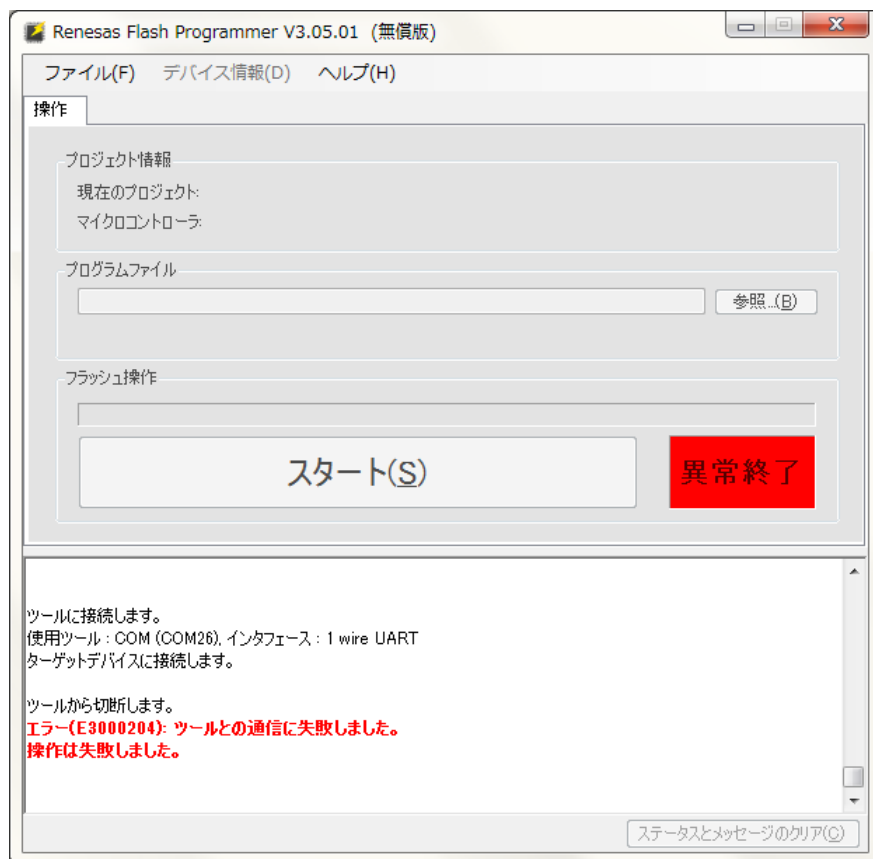 Renesas Flash Programmer V3.05.01 (無償版)
ファイル(F) デバイス情報(D) ヘルプ(H)
操作
プロジェクト情報
現在のプロジェクト:
マイクロコントローラ:
プログラムファイル
参照...(B)
フラッシュ操作
スタート(S)
異常終了
ツールに接続します。
使用ツール : COM (COM26), インタフェース : 1 wire UART
ターゲットデバイスに接続します。
ツールから切断します。
エラー(E3000204): ツールとの通信に失敗しました。
操作は失敗しました。
ステータスとメッセージのクリア(C)